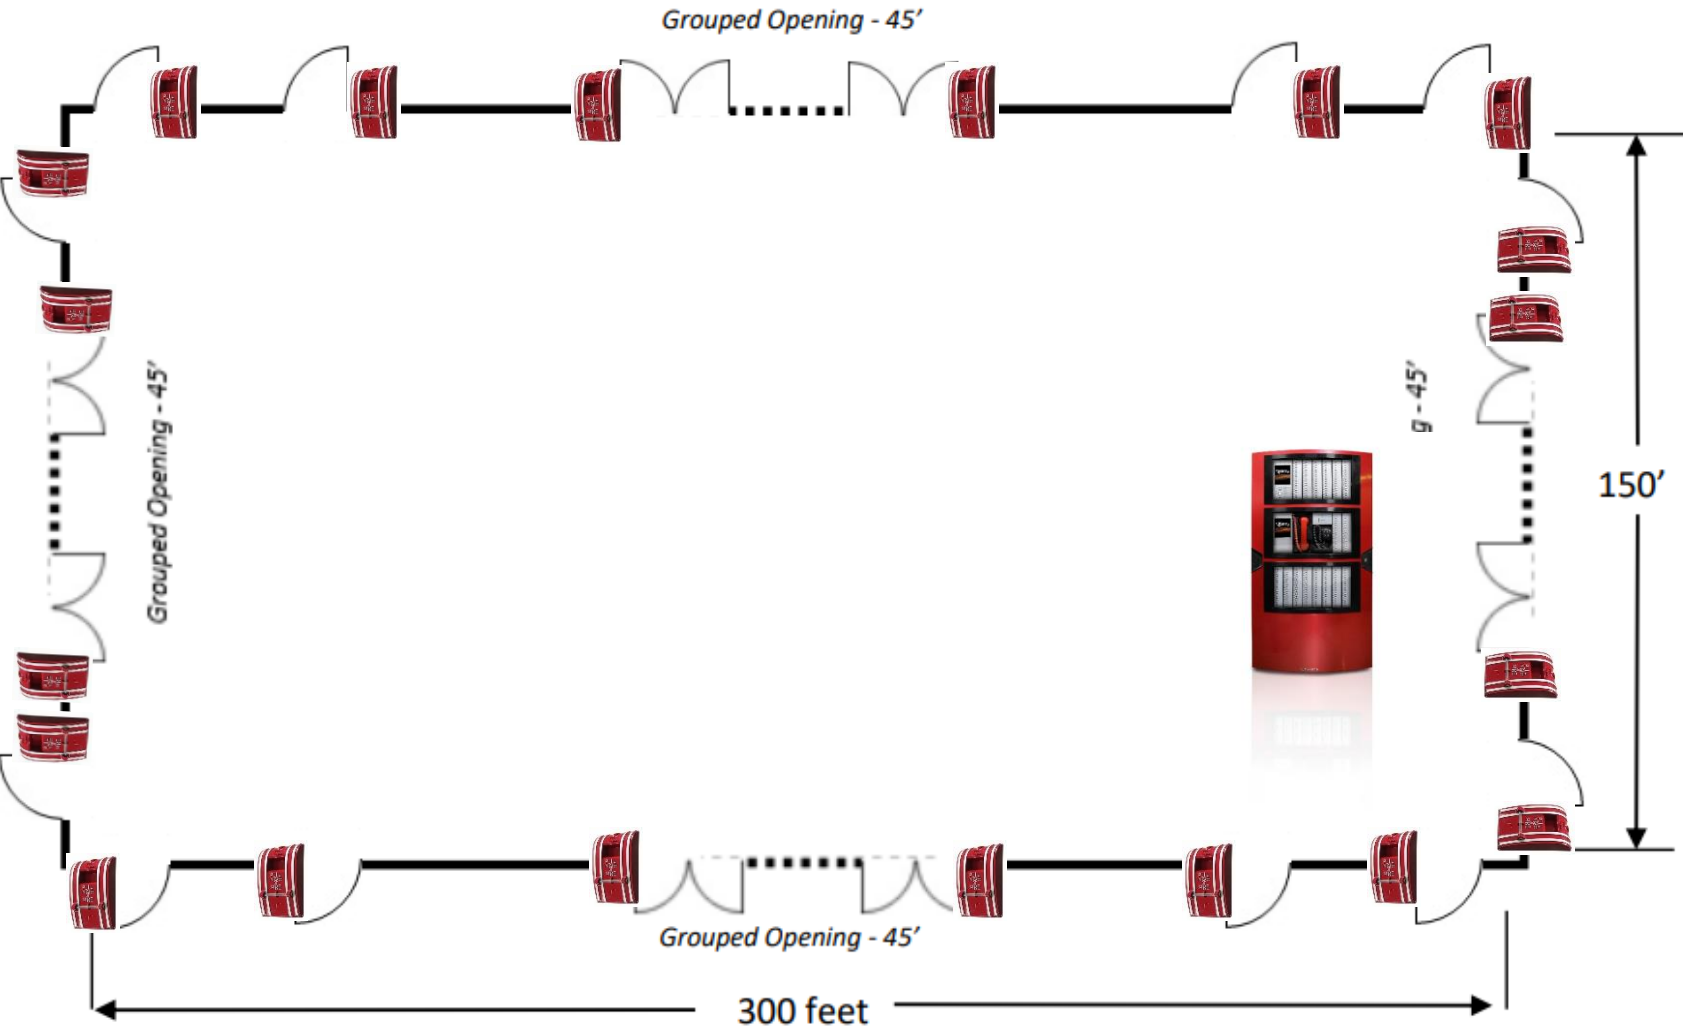 Grouped Opening - 45’
Grouped Opening - 45’
g - 45’
150’
Grouped Opening - 45’
300 feet